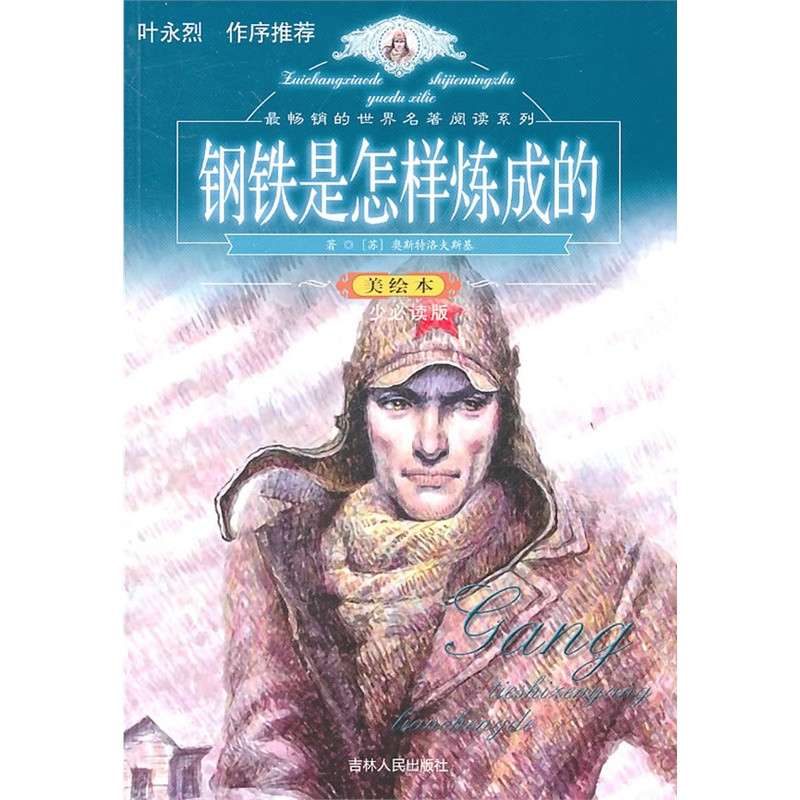 叶永烈 作序推荐
Zuichangxiaode shijiemingzhu
yuedu xilie
最畅销的世界名著阅读系列
钢铁是怎样炼成的
著◎［苏］奥斯特洛夫斯基
美绘本
少必读版
Gang
tieshizenyang
lianchengde
吉林人民出版社